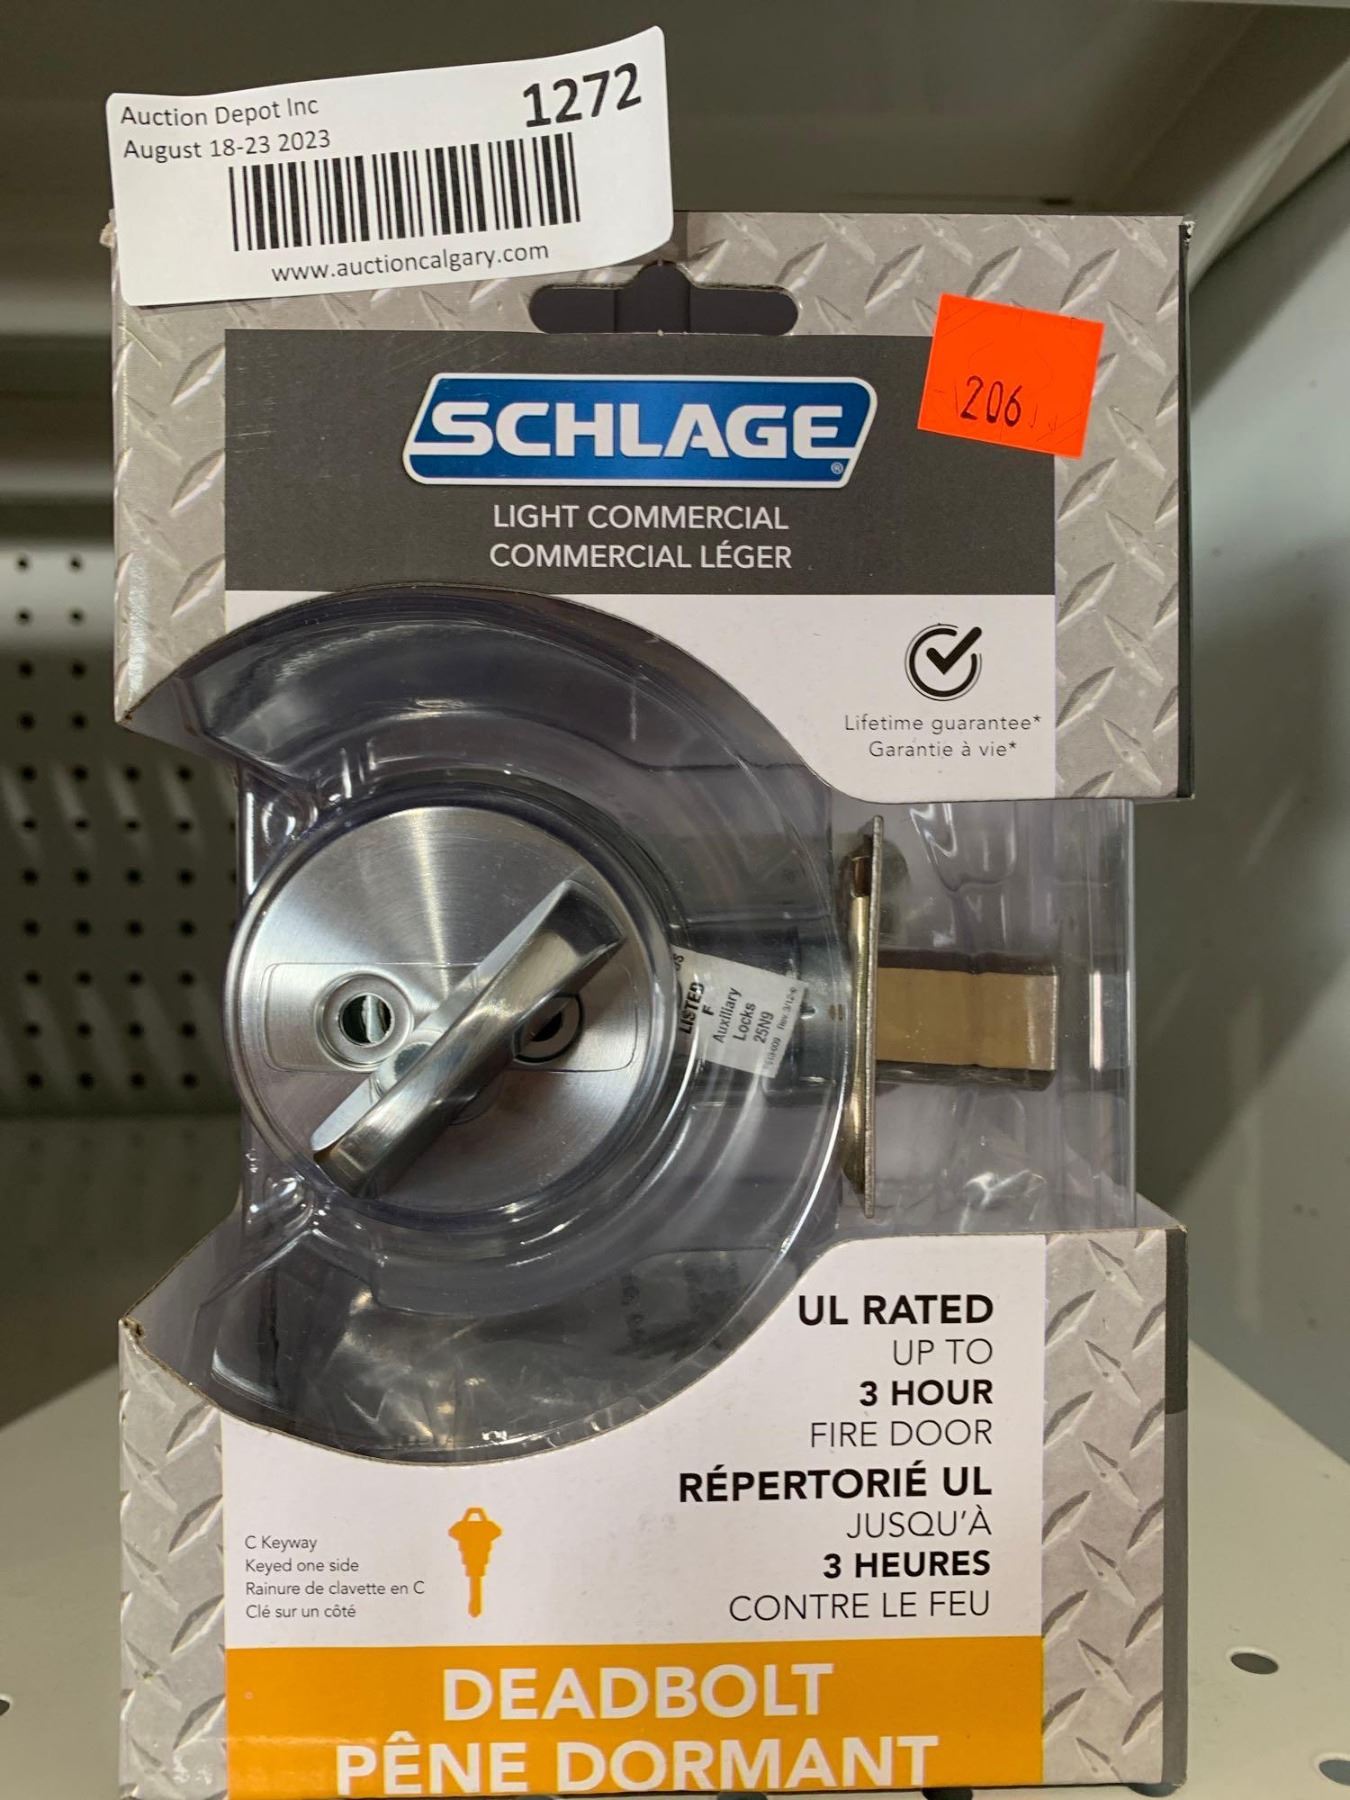 Auction Depot Inc
1272
August 18-23 2023
www.auctioncalgary.com
206
SCHLAGE
®
LIGHT COMMERCIAL
COMMERCIAL LÉGER
Lifetime guarantee*
Garantie à vie*
LISTED
F
Auxiliary
Locks
25N9
UL RATED
UP TO
3 HOUR
FIRE DOOR
RÉPERTORIÉ UL
JUSQU'À
3 HEURES
CONTRE LE FEU
C Keyway
Keyed one side
Rainure de clavette en C
Clé sur un côté
DEADBOLT
PÊNE DORMANT